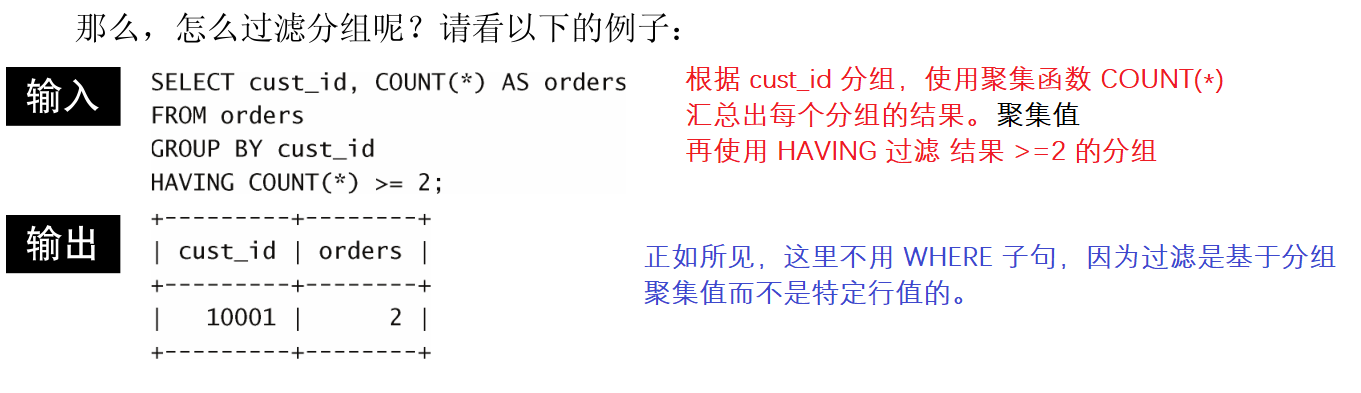 那么，怎么过滤分组呢？请看以下的例子：
输入
SELECT cust_id, COUNT(*) AS orders
FROM orders
GROUP BY cust_id
HAVING COUNT(*) >= 2;
根据 cust_id 分组，使用聚集函数 COUNT(*)
汇总出每个分组的结果。聚集值
再使用 HAVING 过滤 结果 >=2 的分组
输出
+---------+--------+
| cust_id | orders |
+---------+--------+
|   10001 |      2 |
+---------+--------+
正如所见，这里不用 WHERE 子句，因为过滤是基于分组
聚集值而不是特定行值的。